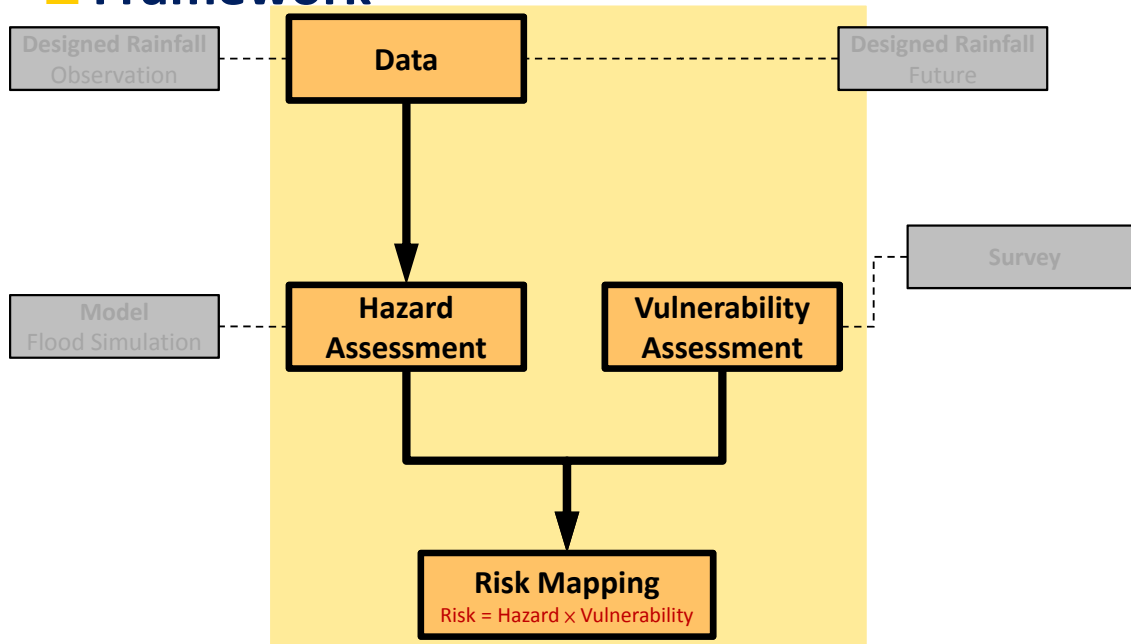 Framework
Designed Rainfall
Observation
Data
Designed Rainfall
Future
Survey
Model
Flood Simulation
Hazard
Assessment
Vulnerability
Assessment
Risk Mapping
Risk = Hazard × Vulnerability